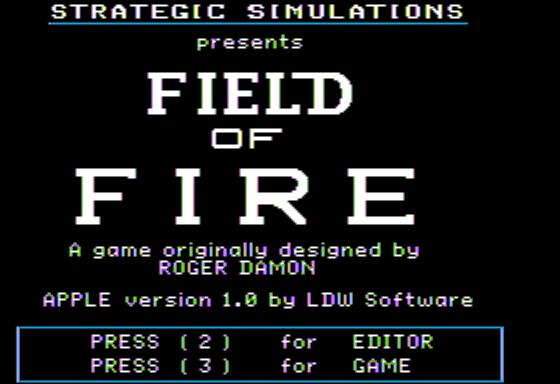 STRATEGIC SIMULATIONS
presents
FIELD
OF
FIRE
A game originally designed by
ROGER DAMON
APPLE version 1.0 by LDW Software
PRESS (2) for EDITOR
PRESS (3) for GAME